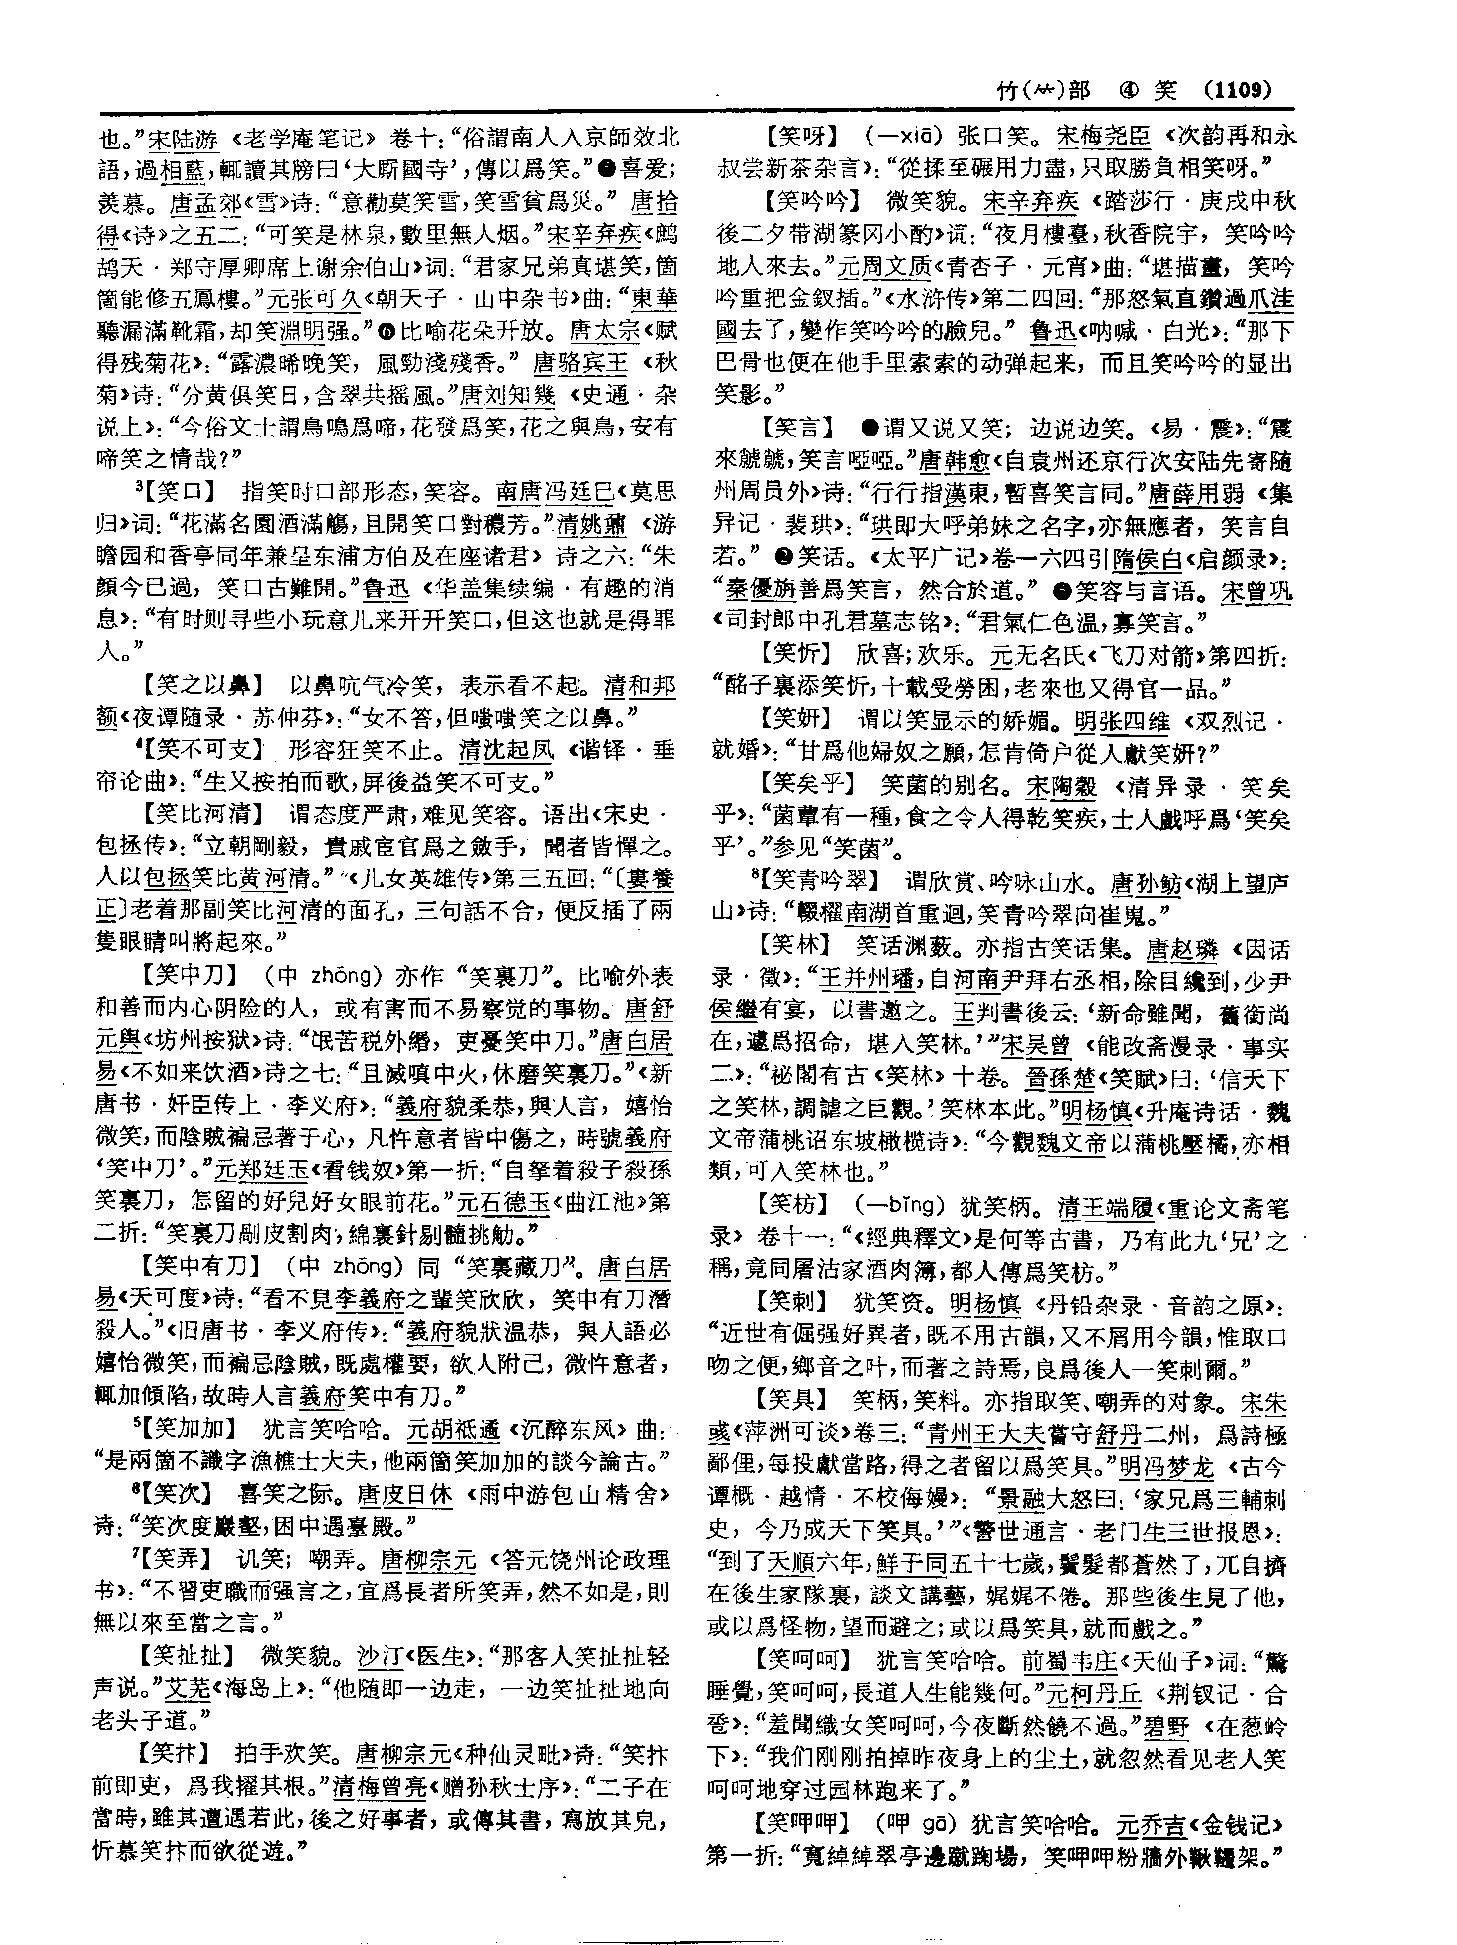 竹(⺮)部 ④ 笑 (1109)
也。”宋陆游《老学庵笔记》卷十：“俗謂南人入京師效北
語，過相藍，輒讀其牓曰‘大厮國寺’，傳以爲笑。”❺喜爱；
羡慕。唐孟郊《雪》诗：“意勸莫笑雪，笑雪貧爲災。”唐拾
得《诗》之五二：“可笑是林泉，數里無人烟。”宋辛弃疾《鹧
鸪天·郑守厚卿席上谢余伯山》词：“君家兄弟真堪笑，箇
箇能修五鳳樓。”元张可久《朝天子·山中杂书》曲：“東華
聽漏滿靴霜，却笑淵明强。”❻比喻花朵开放。唐太宗《赋
得残菊花》：“露濃晞晚笑，風勁淺殘香。”唐骆宾王《秋
菊》诗：“分黄俱笑日，含翠共摇風。”唐刘知幾《史通·杂
说上》：“今俗文士謂鳥鳴爲啼，花發爲笑，花之與鳥，安有
啼笑之情哉？”
³【笑口】 指笑时口部形态，笑容。南唐冯廷巳《莫思
归》词：“花滿名園酒滿觴，且開笑口對穠芳。”清姚鼐《游
瞻园和香亭同年兼呈东浦方伯及在座诸君》诗之六：“朱
顔今已過，笑口古難開。”鲁迅《华盖集续编·有趣的消
息》：“有时则寻些小玩意儿来开开笑口，但这也就是得罪
人。”
【笑之以鼻】 以鼻吭气冷笑，表示看不起。清和邦
额《夜谭随录·苏仲芬》：“女不答，但嗤嗤笑之以鼻。”
⁴【笑不可支】 形容狂笑不止。清沈起凤《谐铎·垂
帘论曲》：“生又按拍而歌，屏後益笑不可支。”
【笑比河清】 谓态度严肃，难见笑容。语出《宋史·
包拯传》：“立朝剛毅，貴戚宦官爲之斂手，聞者皆憚之。
人以包拯笑比黄河清。”《儿女英雄传》第三五回：“〔婁養
正〕老着那副笑比河清的面孔，三句話不合，便反插了兩
隻眼睛叫將起來。”
【笑中刀】 (中 zhōng)亦作“笑裏刀”。比喻外表
和善而内心阴险的人，或有害而不易察觉的事物。唐舒
元舆《坊州按狱》诗：“氓苦税外緡，吏憂笑中刀。”唐白居
易《不如来饮酒》诗之七：“且滅嗔中火，休磨笑裏刀。”《新
唐书·奸臣传上·李义府》：“義府貌柔恭，與人言，嬉怡
微笑，而陰賊褊忌著于心，凡忤意者皆中傷之，時號義府
‘笑中刀’。”元郑廷玉《看钱奴》第一折：“自拏着殺子殺孫
笑裏刀，怎留的好兒好女眼前花。”元石德玉《曲江池》第
二折：“笑裏刀剮皮割肉，綿裏針剔髓挑觔。”
【笑中有刀】 (中 zhōng)同“笑裏藏刀”。唐白居
易《天可度》诗：“看不見李義府之輩笑欣欣，笑中有刀潛
殺人。”《旧唐书·李义府传》：“義府貌狀温恭，與人語必
嬉怡微笑，而褊忌陰賊，既處權要，欲人附己，微忤意者，
輒加傾陷，故時人言義府笑中有刀。”
⁵【笑加加】 犹言笑哈哈。元胡祗遹《沉醉东风》曲：
“是兩箇不識字漁樵士大夫，他兩箇笑加加的談今論古。”
⁶【笑次】 喜笑之际。唐皮日休《雨中游包山精舍》
诗：“笑次度巖壑，困中遇臺殿。”
⁷【笑弄】 讥笑；嘲弄。唐柳宗元《答元饶州论政理
书》：“不習吏職而强言之，宜爲長者所笑弄，然不如是，則
無以來至當之言。”
【笑扯扯】 微笑貌。沙汀《医生》：“那客人笑扯扯轻
声说。”艾芜《海岛上》：“他随即一边走，一边笑扯扯地向
老头子道。”
【笑抃】 拍手欢笑。唐柳宗元《种仙灵毗》诗：“笑抃
前即吏，爲我擢其根。”清梅曾亮《赠孙秋士序》：“二子在
當時，雖其遭遇若此，後之好事者，或傳其書，寫放其皃，
忻慕笑抃而欲從遊。”
【笑呀】 (—xiā)张口笑。宋梅尧臣《次韵再和永
叔尝新茶杂言》：“從揉至碾用力盡，只取勝負相笑呀。”
【笑吟吟】 微笑貌。宋辛弃疾《踏莎行·庚戌中秋
後二夕带湖篆冈小酌》词：“夜月樓臺，秋香院宇，笑吟吟
地人來去。”元周文质《青杏子·元宵》曲：“堪描畫，笑吟
吟重把金釵插。”《水浒传》第二四回：“那怒氣直鑽過爪洼
國去了，變作笑吟吟的臉兒。”鲁迅《呐喊·白光》：“那下
巴骨也便在他手里索索的动弹起来，而且笑吟吟的显出
笑影。”
【笑言】 ❶谓又说又笑；边说边笑。《易·震》：“震
來虩虩，笑言啞啞。”唐韩愈《自袁州还京行次安陆先寄随
州周员外》诗：“行行指漢東，暫喜笑言同。”唐薛用弱《集
异记·裴珙》：“珙即大呼弟妹之名字，亦無應者，笑言自
若。”❷笑话。《太平广记》卷一六四引隋侯白《启颜录》：
“秦優旃善爲笑言，然合於道。”❸笑容与言语。宋曾巩
《司封郎中孔君墓志铭》：“君氣仁色温，寡笑言。”
【笑忻】 欣喜；欢乐。元无名氏《飞刀对箭》第四折：
“酩子裏添笑忻，十載受勞困，老來也又得官一品。”
【笑妍】 谓以笑显示的娇媚。明张四维《双烈记·
就婚》：“甘爲他婦奴之願，怎肯倚户從人獻笑妍？”
【笑矣乎】 笑菌的别名。宋陶穀《清异录·笑矣
乎》：“菌蕈有一種，食之令人得乾笑疾，士人戲呼爲‘笑矣
乎’。”参见“笑菌”。
⁸【笑青吟翠】 谓欣赏、吟咏山水。唐孙鲂《湖上望庐
山》诗：“輟櫂南湖首重迴，笑青吟翠向崔嵬。”
【笑林】 笑话渊薮。亦指古笑话集。唐赵璘《因话
录·徵》：“王并州璠，自河南尹拜右丞相，除目纔到，少尹
侯繼有宴，以書邀之。王判書後云：‘新命雖聞，舊銜尚
在，遽爲招命，堪入笑林。’”宋吴曾《能改斋漫录·事实
二》：“祕閣有古《笑林》十卷。晉孫楚《笑賦》曰：‘信天下
之笑林，調謔之巨觀。’笑林本此。”明杨慎《升庵诗话·魏
文帝蒲桃诏东坡橄榄诗》：“今觀魏文帝以蒲桃壓橘，亦相
類，可入笑林也。”
【笑枋】 (—bǐng)犹笑柄。清王端履《重论文斋笔
录》卷十一：“《經典釋文》是何等古書，乃有此九‘兄’之
稱，竟同屠沽家酒肉簿，都人傳爲笑枋。”
【笑刺】 犹笑资。明杨慎《丹铅杂录·音韵之原》：
“近世有倔强好異者，既不用古韻，又不屑用今韻，惟取口
吻之便，鄉音之叶，而著之詩焉，良爲後人一笑刺爾。”
【笑具】 笑柄，笑料。亦指取笑、嘲弄的对象。宋朱
彧《萍洲可谈》卷三：“青州王大夫嘗守舒丹二州，爲詩極
鄙俚，每投獻當路，得之者留以爲笑具。”明冯梦龙《古今
谭概·越情·不校侮嫚》：“景融大怒曰：‘家兄爲三輔刺
史，今乃成天下笑具。’”《警世通言·老门生三世报恩》：
“到了天順六年，鮮于同五十七歲，鬢髮都蒼然了，兀自擠
在後生家隊裏，談文講藝，娓娓不倦。那些後生見了他，
或以爲怪物，望而避之；或以爲笑具，就而戲之。”
【笑呵呵】 犹言笑哈哈。前蜀韦庄《天仙子》词：“驚
睡覺，笑呵呵，長道人生能幾何。”元柯丹丘《荆钗记·合
卺》：“羞聞織女笑呵呵，今夜斷然饒不過。”碧野《在葱岭
下》：“我们刚刚拍掉昨夜身上的尘土，就忽然看见老人笑
呵呵地穿过园林跑来了。”
【笑呷呷】 (呷 gā)犹言笑哈哈。元乔吉《金钱记》
第一折：“寬綽綽翠亭邊蹴踘場，笑呷呷粉牆外鞦韆架。”